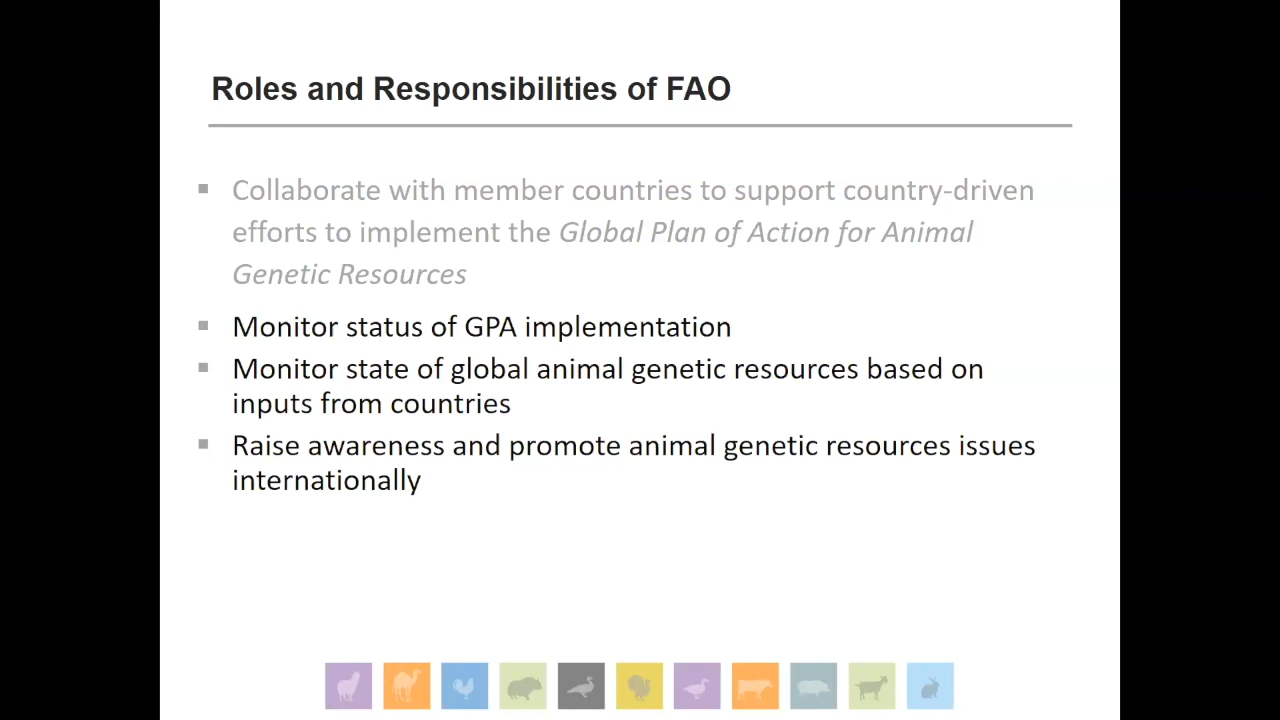 Roles and Responsibilities of FAO
Collaborate with member countries to support country-driven
efforts to implement the Global Plan of Action for Animal
Genetic Resources
Monitor status of GPA implementation
Monitor state of global animal genetic resources based on
inputs from countries
Raise awareness and promote animal genetic resources issues
internationally